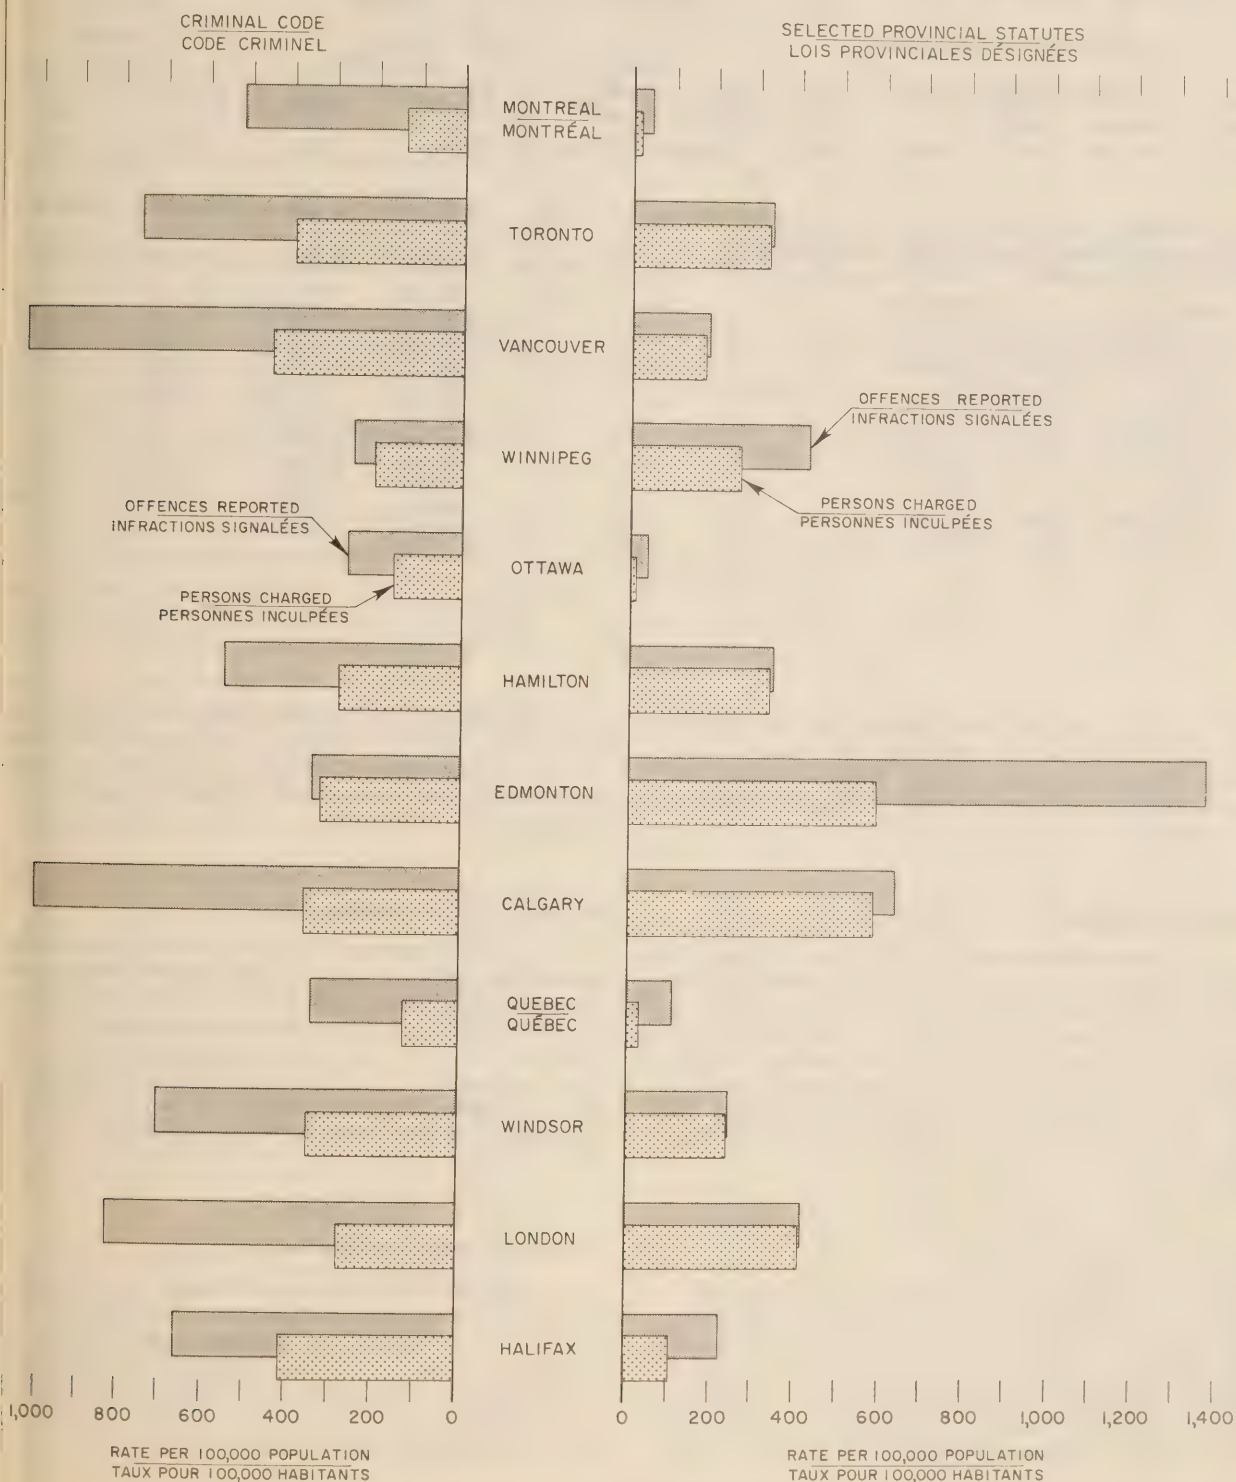 CRIMINAL CODE
CODE CRIMINEL
SELECTED PROVINCIAL STATUTES
LOIS PROVINCIALES DÉSIGNÉES
MONTREAL
MONTRÉAL
TORONTO
VANCOUVER
OFFENCES REPORTED
INFRACTIONS SIGNALÉES
WINNIPEG
PERSONS CHARGED
PERSONNES INCULPÉES
OFFENCES REPORTED
INFRACTIONS SIGNALÉES
OTTAWA
PERSONS CHARGED
PERSONNES INCULPÉES
HAMILTON
EDMONTON
CALGARY
QUEBEC
QUÉBEC
WINDSOR
LONDON
HALIFAX
1,000 800 600 400 200 0
0 200 400 600 800 1,000 1,200 1,400
RATE PER 100,000 POPULATION
TAUX POUR 100,000 HABITANTS
RATE PER 100,000 POPULATION
TAUX POUR 100,000 HABITANTS